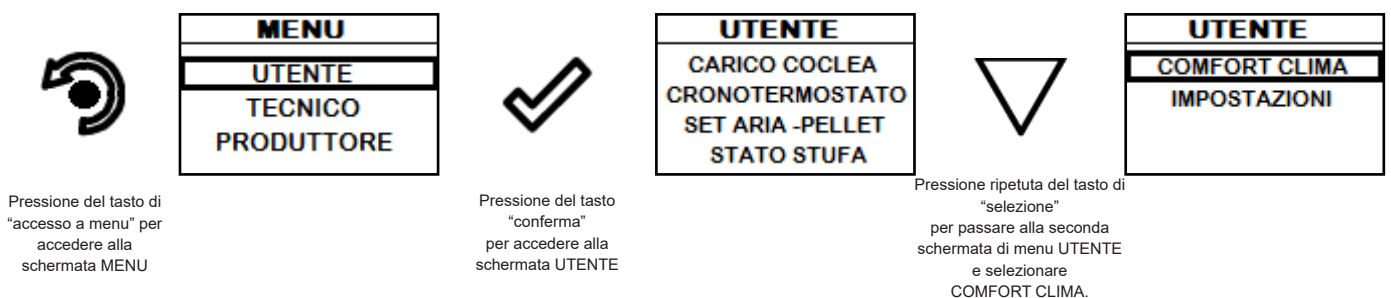 MENU
UTENTE
TECNICO
PRODUTTORE
UTENTE
CARICO COCLEA
CRONOTERMOSTATO
SET ARIA -PELLET
STATO STUFA
UTENTE
COMFORT CLIMA
IMPOSTAZIONI
Pressione del tasto di
“accesso a menu” per
accedere alla
schermata MENU
Pressione del tasto
“conferma”
per accedere alla
schermata UTENTE
Pressione ripetuta del tasto di
“selezione”
per passare alla seconda
schermata di menu UTENTE
e selezionare
COMFORT CLIMA.